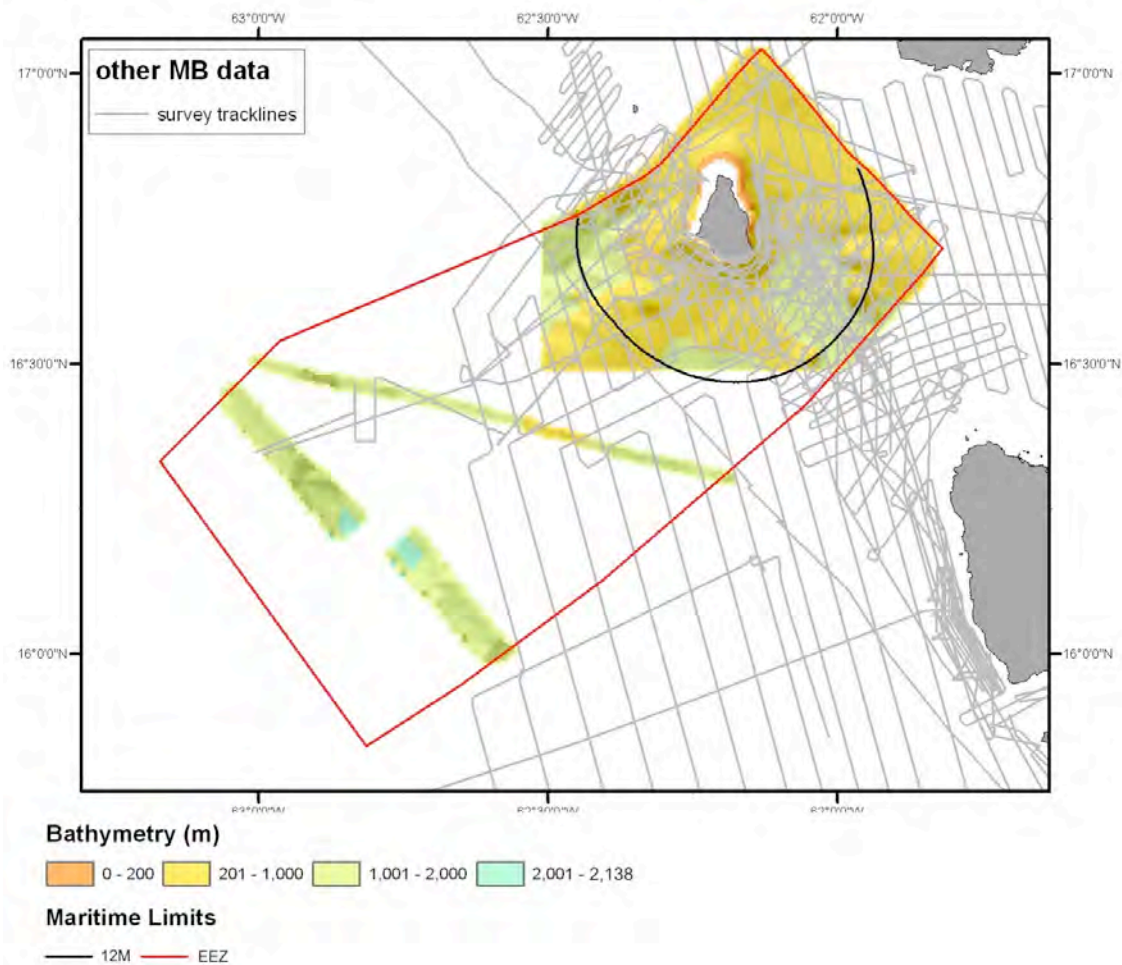 63°0'0"W 62°30'0"W 62°0'0"W
other MB data
survey tracklines
17°0'0"N 17°0'0"N
16°30'0"N 16°30'0"N
16°0'0"N 16°0'0"N
63°0'0"W 62°30'0"W 62°0'0"W
Bathymetry (m)
0 - 200 201 - 1,000 1,001 - 2,000 2,001 - 2,138
Maritime Limits
12M EEZ